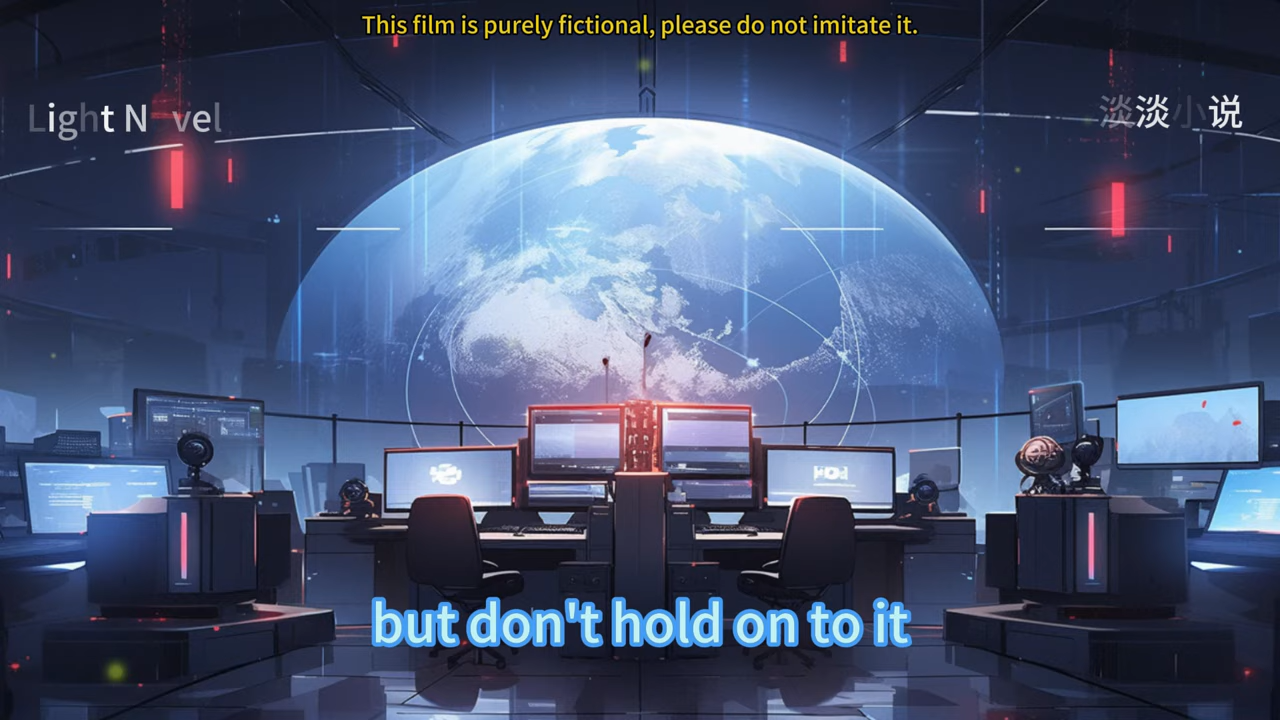 This film is purely fictional, please do not imitate it.
Light Novel
淡淡小说
but don't hold on to it